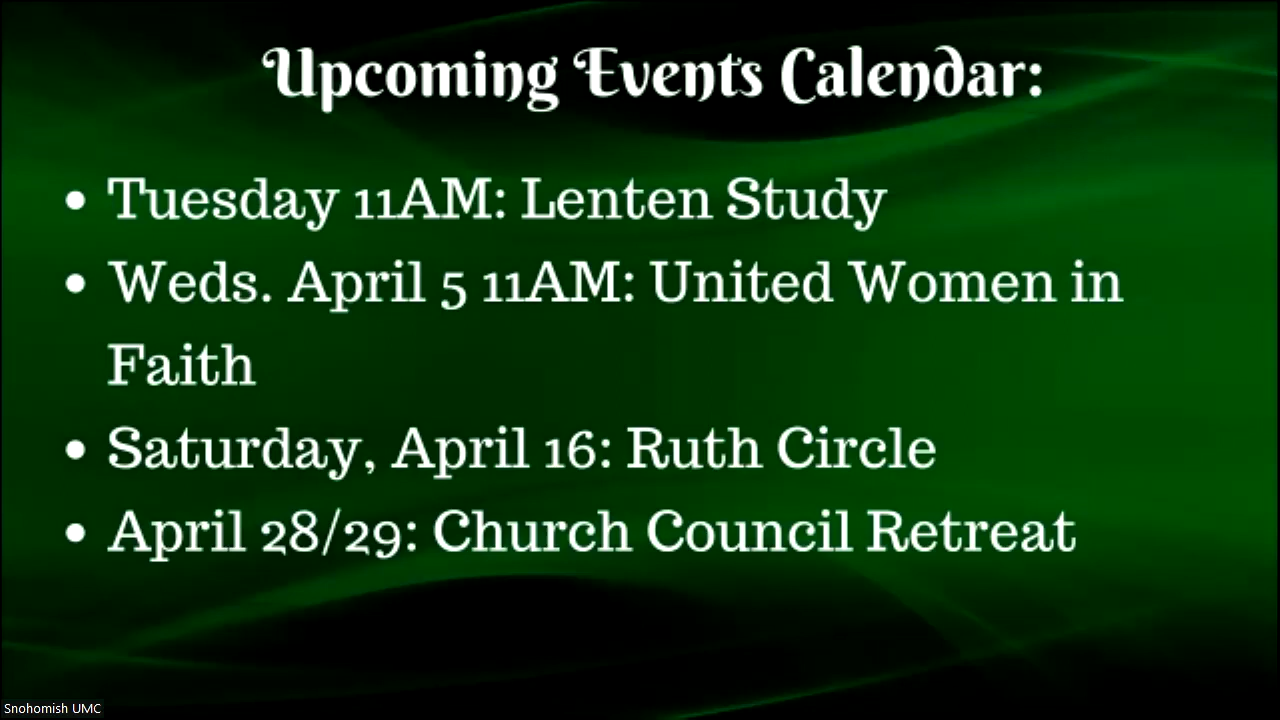 Upcoming Events Calendar:
• Tuesday 11AM: Lenten Study
• Weds. April 5 11AM: United Women in
Faith
• Saturday, April 16: Ruth Circle
• April 28/29: Church Council Retreat
Snohomish UMC